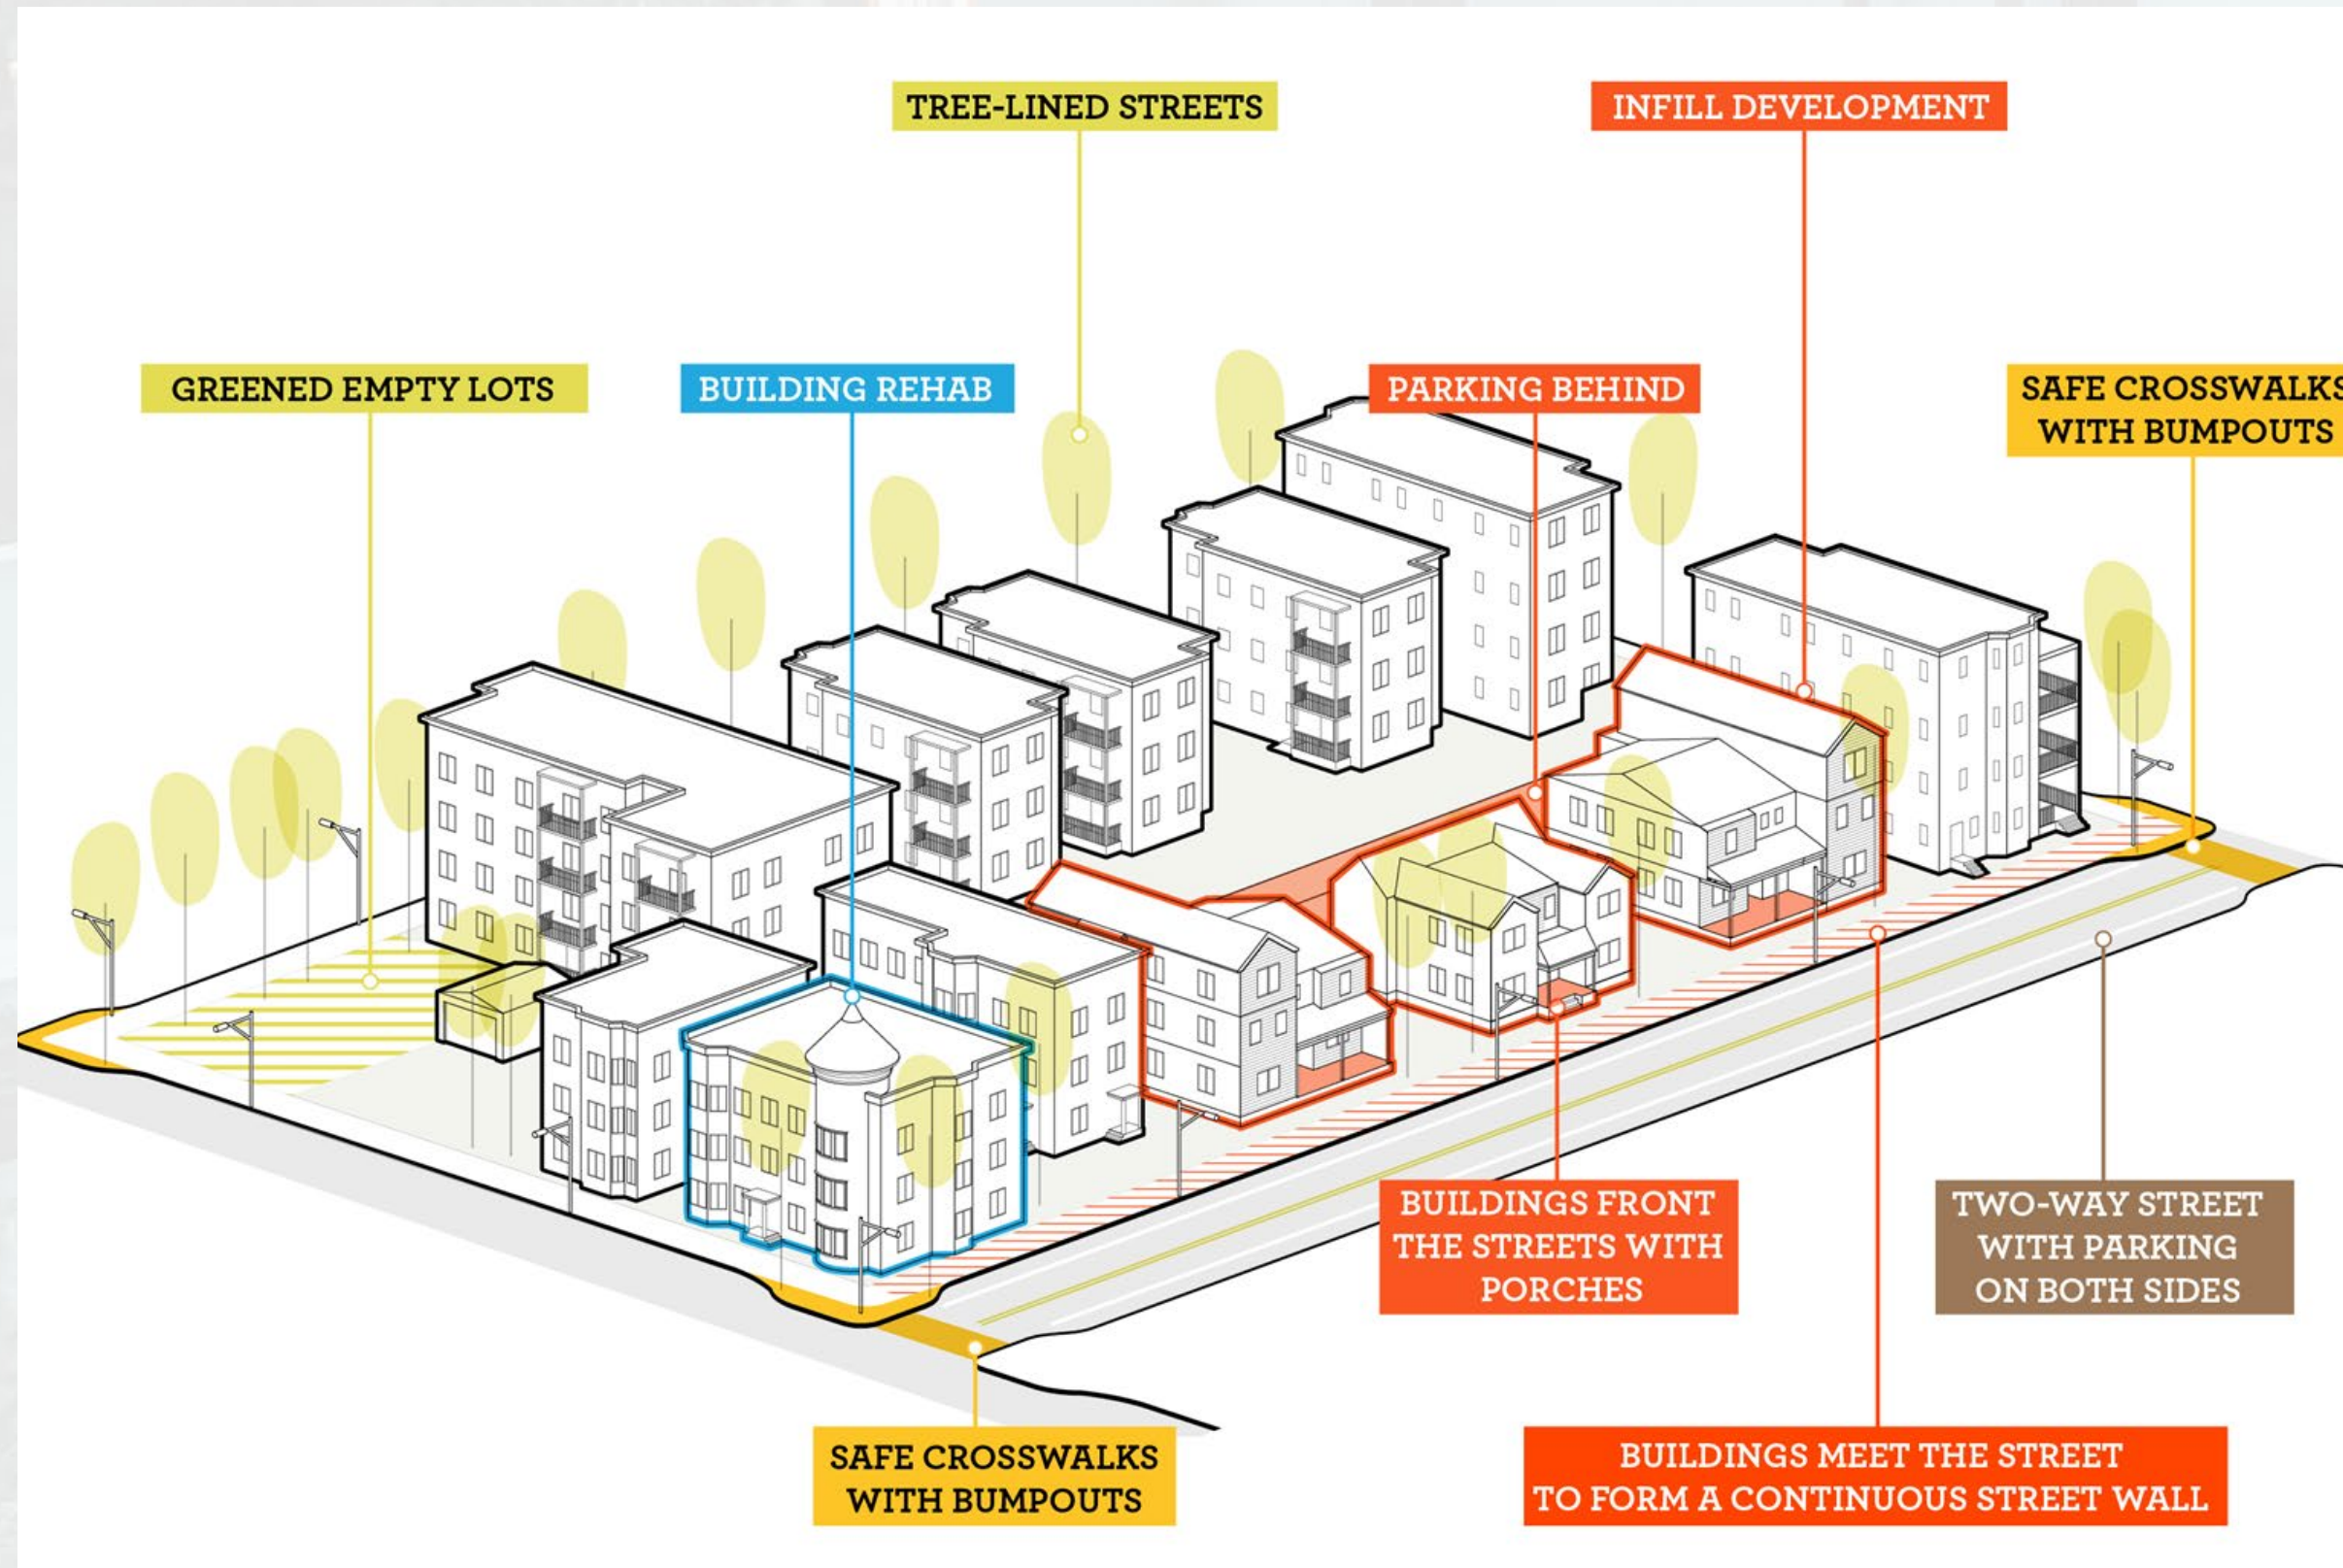 TREE-LINED STREETS
INFILL DEVELOPMENT
GREENED EMPTY LOTS
BUILDING REHAB
PARKING BEHIND
SAFE CROSSWALKS
WITH BUMPOUTS
BUILDINGS FRONT
THE STREETS WITH
PORCHES
TWO-WAY STREET
WITH PARKING
ON BOTH SIDES
SAFE CROSSWALKS
WITH BUMPOUTS
BUILDINGS MEET THE STREET
TO FORM A CONTINUOUS STREET WALL